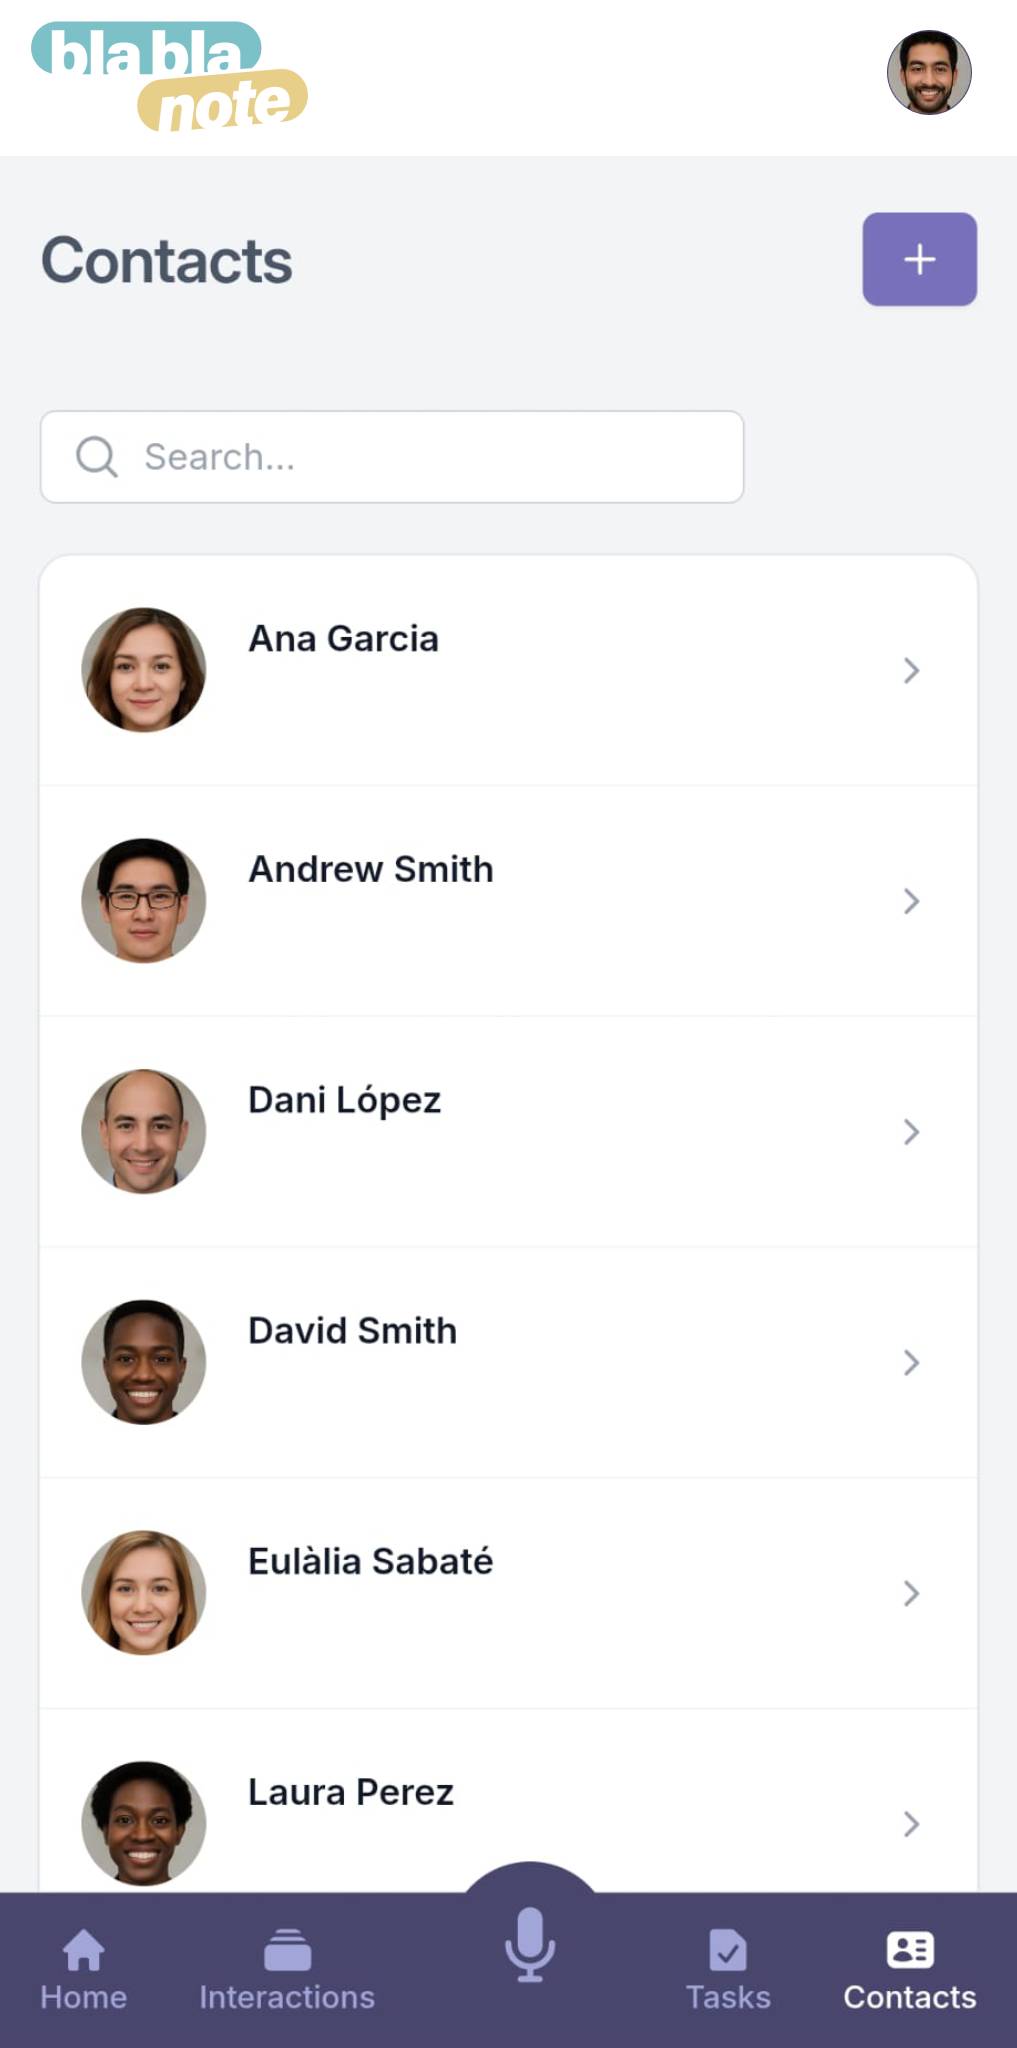 bla bla
note
Contacts
Search...
Ana Garcia
Andrew Smith
Dani López
David Smith
Eulàlia Sabaté
Laura Perez
Home
Interactions
Tasks
Contacts